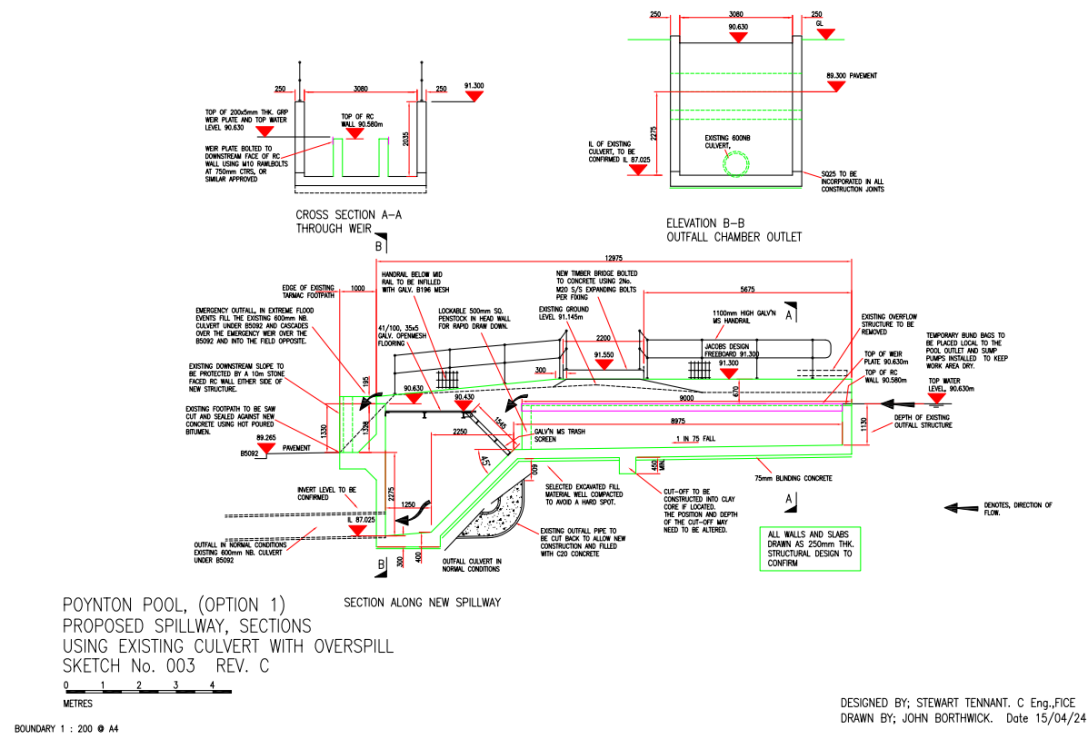 250
3080
250
91.300
TOP OF 200x5mm THK. GRP
WEIR PLATE AND TOP WATER
LEVEL 90.630
TOP OF RC
WALL 90.580m
2035
WEIR PLATE BOLTED TO
DOWNSTREAM FACE OF RC
WALL USING M10 RAWLBOLTS
AT 750mm CTRS, OR
SIMILAR APPROVED
CROSS SECTION A-A
THROUGH WEIR
250
3080
250
90.630
GL
89.300 PAVEMENT
2275
IL OF EXISTING
CULVERT, TO BE
CONFIRMED IL 87.025
EXISTING 600NB
CULVERT,
SQ25 TO BE
INCORPORATED IN ALL
CONSTRUCTION JOINTS
ELEVATION B-B
OUTFALL CHAMBER OUTLET
B
12975
EDGE OF EXISTING
TARMAC FOOTPATH
1000
HANDRAIL BELOW MID
RAIL TO BE INFILLED
WITH GALV. B196 MESH
NEW TIMBER BRIDGE BOLTED
TO CONCRETE USING 2No.
M20 S/S EXPANDING BOLTS
PER FIXING
5675
EMERGENCY OUTFALL, IN EXTREME FLOOD
EVENTS FILL THE EXISTING 600mm NB.
CULVERT UNDER B5092 AND CASCADES
OVER THE EMERGENCY WEIR OVER THE
B5092 AND INTO THE FIELD OPPOSITE.
LOCKABLE 500mm SQ.
PENSTOCK IN HEAD WALL
FOR RAPID DRAW DOWN.
EXISTING GROUND
LEVEL 91.145m
1100mm HIGH GALV'N
MS HANDRAIL
A
EXISTING OVERFLOW
STRUCTURE TO BE
REMOVED
41/100, 35x5
GALV. OPENMESH
FLOORING
2200
JACOBS DESIGN
FREEBOARD 91.300
TEMPORARY BUND BAGS TO
BE PLACED LOCAL TO THE
POOL OUTLET AND SUMP
PUMPS INSTALLED TO KEEP
WORK AREA DRY.
EXISTING DOWNSTREAM SLOPE TO
BE PROTECTED BY A 10m STONE
FACED RC WALL EITHER SIDE OF
NEW STRUCTURE.
195
300
91.550
91.300
670
TOP OF WEIR
PLATE 90.630m
TOP OF RC
WALL 90.580m
TOP WATER
LEVEL, 90.630m
90.630
90.430
9000
EXISTING FOOTPATH TO BE SAW
CUT AND SEALED AGAINST NEW
CONCRETE USING HOT POURED
BITUMEN.
1330
1328
1545
8975
1130
DEPTH OF EXISTING
OUTFALL STRUCTURE
89.265
PAVEMENT
B5092
2250
GALV'N MS TRASH
SCREEN
1 IN 75 FALL
45°
400
450
MIN.
75mm BLINDING CONCRETE
INVERT LEVEL TO BE
CONFIRMED
2275
1250
SELECTED EXCAVATED FILL
MATERIAL WELL COMPACTED
TO AVOID A HARD SPOT.
CUT-OFF TO BE
CONSTRUCTED INTO CLAY
CORE IF LOCATED.
THE POSITION AND DEPTH
OF THE CUT-OFF MAY
NEED TO BE ALTERED.
A
DENOTES, DIRECTION OF
FLOW.
IL 87.025
OUTFALL IN NORMAL CONDITIONS
EXISTING 600mm NB. CULVERT
UNDER B5092
EXISTING OUTFALL PIPE TO
BE CUT BACK TO ALLOW NEW
CONSTRUCTION AND FILLED
WITH C20 CONCRETE
ALL WALLS AND SLABS
DRAWN AS 250mm THK.
STRUCTURAL DESIGN TO
CONFIRM
B
300
400
OUTFALL CULVERT IN
NORMAL CONDITIONS
SECTION ALONG NEW SPILLWAY
POYNTON POOL, (OPTION 1)
PROPOSED SPILLWAY, SECTIONS
USING EXISTING CULVERT WITH OVERSPILL
SKETCH No. 003 REV. C
0 1 2 3 4
METRES
BOUNDARY 1 : 200 @ A4
DESIGNED BY; STEWART TENNANT. C Eng.,FICE
DRAWN BY; JOHN BORTHWICK. Date 15/04/24